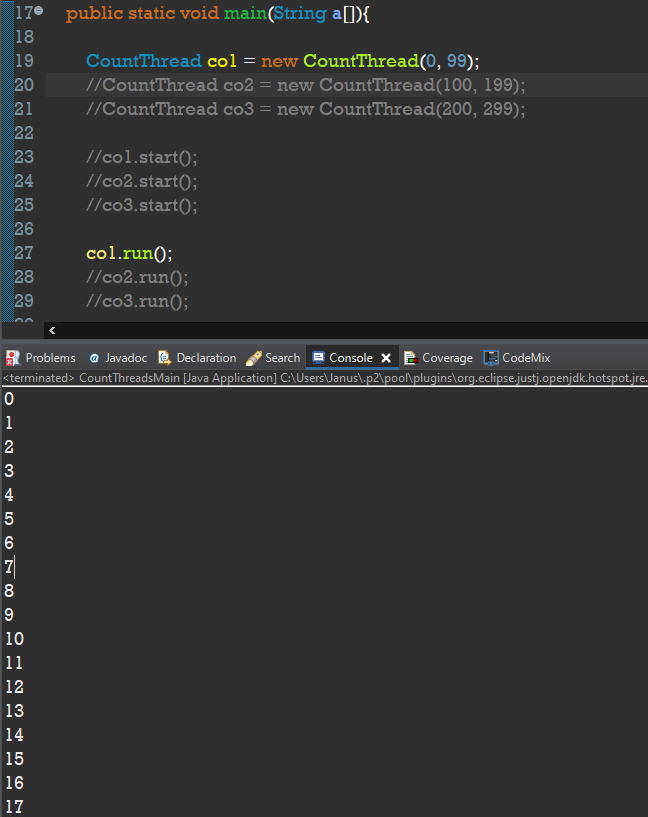 17 public static void main(String a[]){
18
19 CountThread co1 = new CountThread(0, 99);
20 //CountThread co2 = new CountThread(100, 199);
21 //CountThread co3 = new CountThread(200, 299);
22
23 //co1.start();
24 //co2.start();
25 //co3.start();
26
27 co1.run();
28 //co2.run();
29 //co3.run();
Problems Javadoc Declaration Search Console Coverage CodeMix
<terminated> CountThreadsMain [Java Application] C:\Users\Janus\.p2\pool\plugins\org.eclipse.justj.openjdk.hotspot.jre.
0
1
2
3
4
5
6
7
8
9
10
11
12
13
14
15
16
17